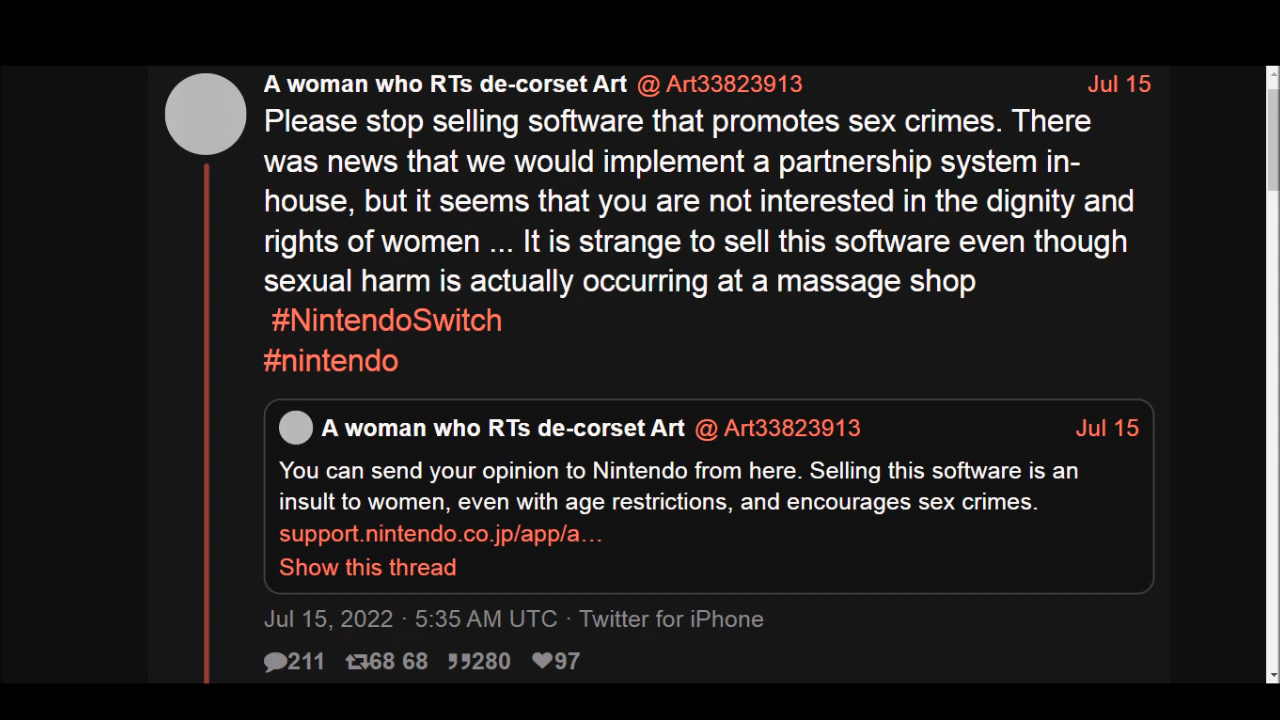 A woman who RTs de-corset Art @ Art33823913 Jul 15
Please stop selling software that promotes sex crimes. There
was news that we would implement a partnership system in-
house, but it seems that you are not interested in the dignity and
rights of women ... It is strange to sell this software even though
sexual harm is actually occurring at a massage shop
#NintendoSwitch
#nintendo
A woman who RTs de-corset Art @ Art33823913 Jul 15
You can send your opinion to Nintendo from here. Selling this software is an
insult to women, even with age restrictions, and encourages sex crimes.
support.nintendo.co.jp/app/a…
Show this thread
Jul 15, 2022 · 5:35 AM UTC · Twitter for iPhone
211 68 68 280 97